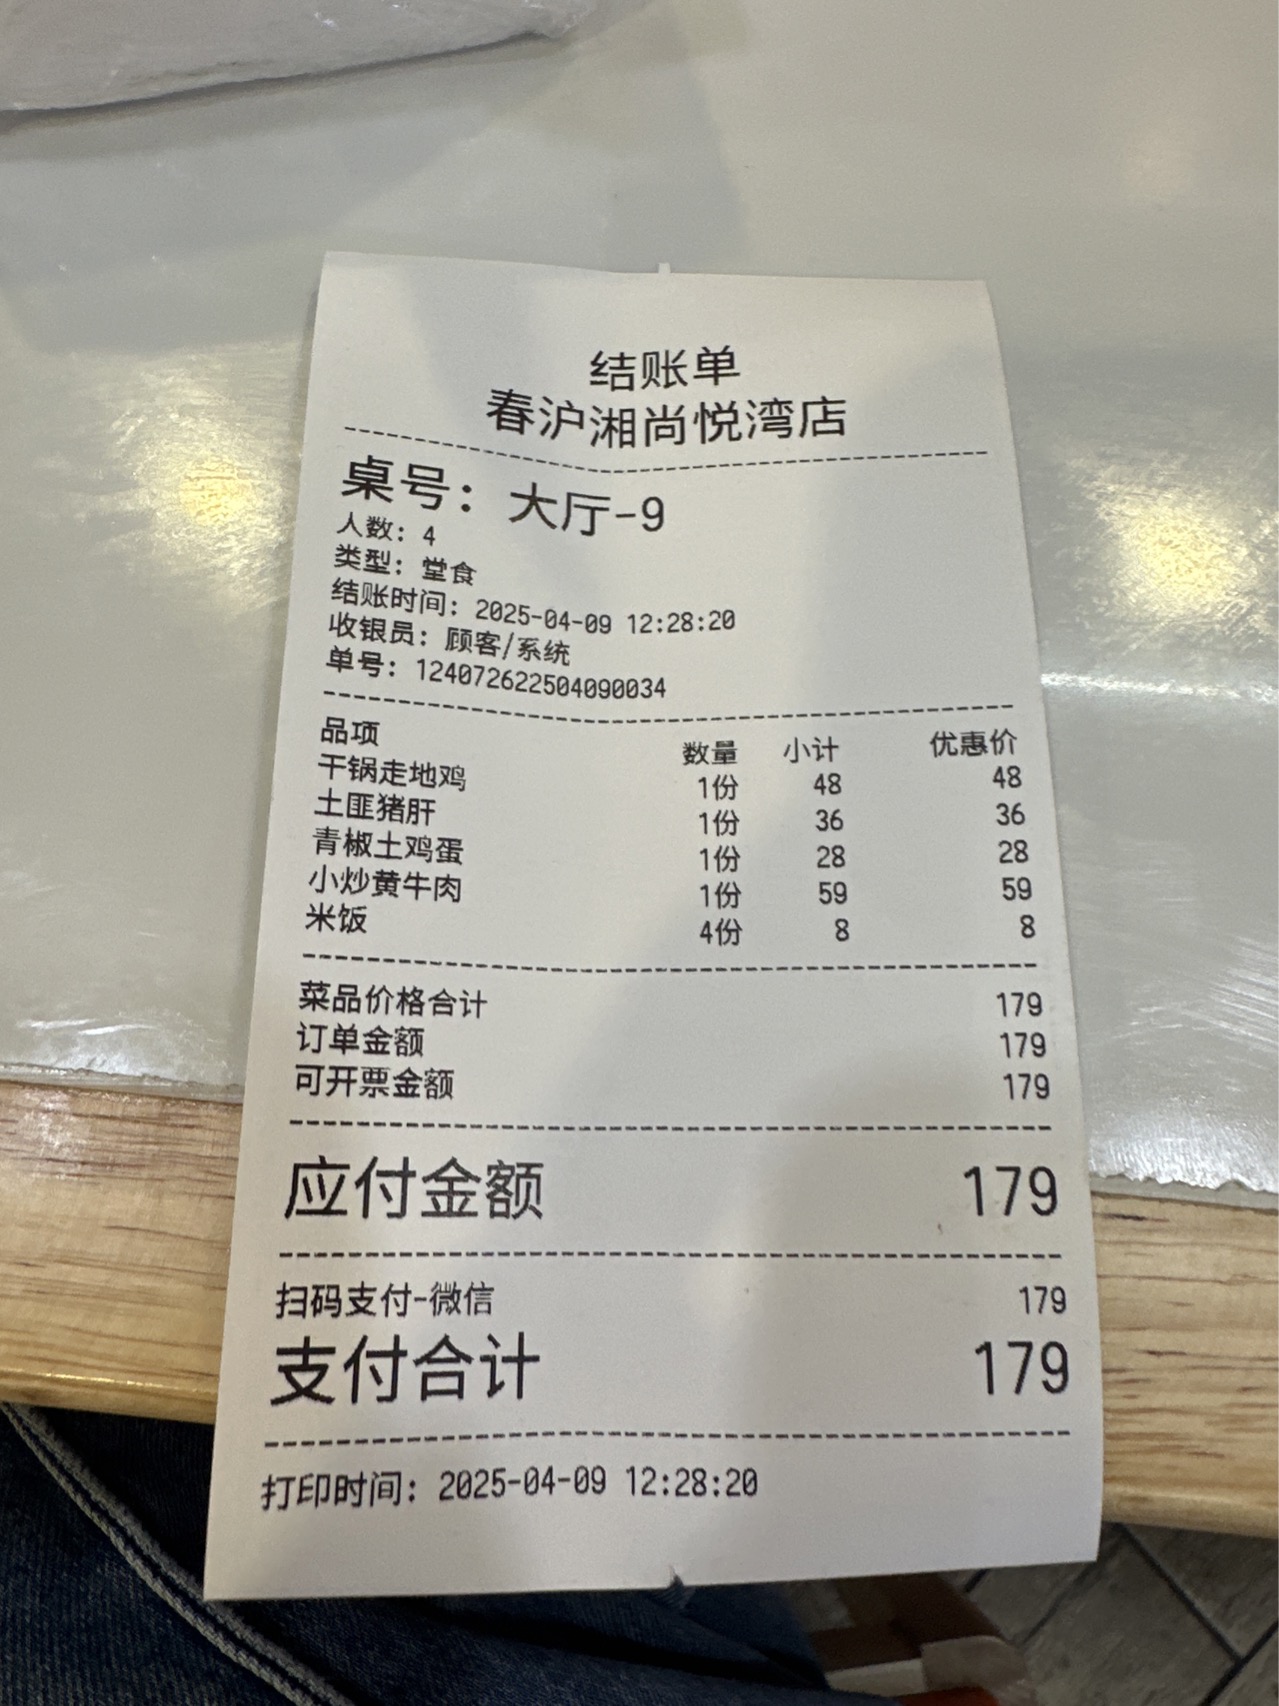 结账单
春沪湘尚悦湾店
桌号：大厅-9
人数：4
类型：堂食
结账时间：2025-04-09 12:28:20
收银员：顾客/系统
单号：124072622504090034
品项 数量 小计 优惠价
干锅走地鸡 1份 48 48
土匪猪肝 1份 36 36
青椒土鸡蛋 1份 28 28
小炒黄牛肉 1份 59 59
米饭 4份 8 8
菜品价格合计 179
订单金额 179
可开票金额 179
应付金额 179
扫码支付-微信 179
支付合计 179
打印时间：2025-04-09 12:28:20